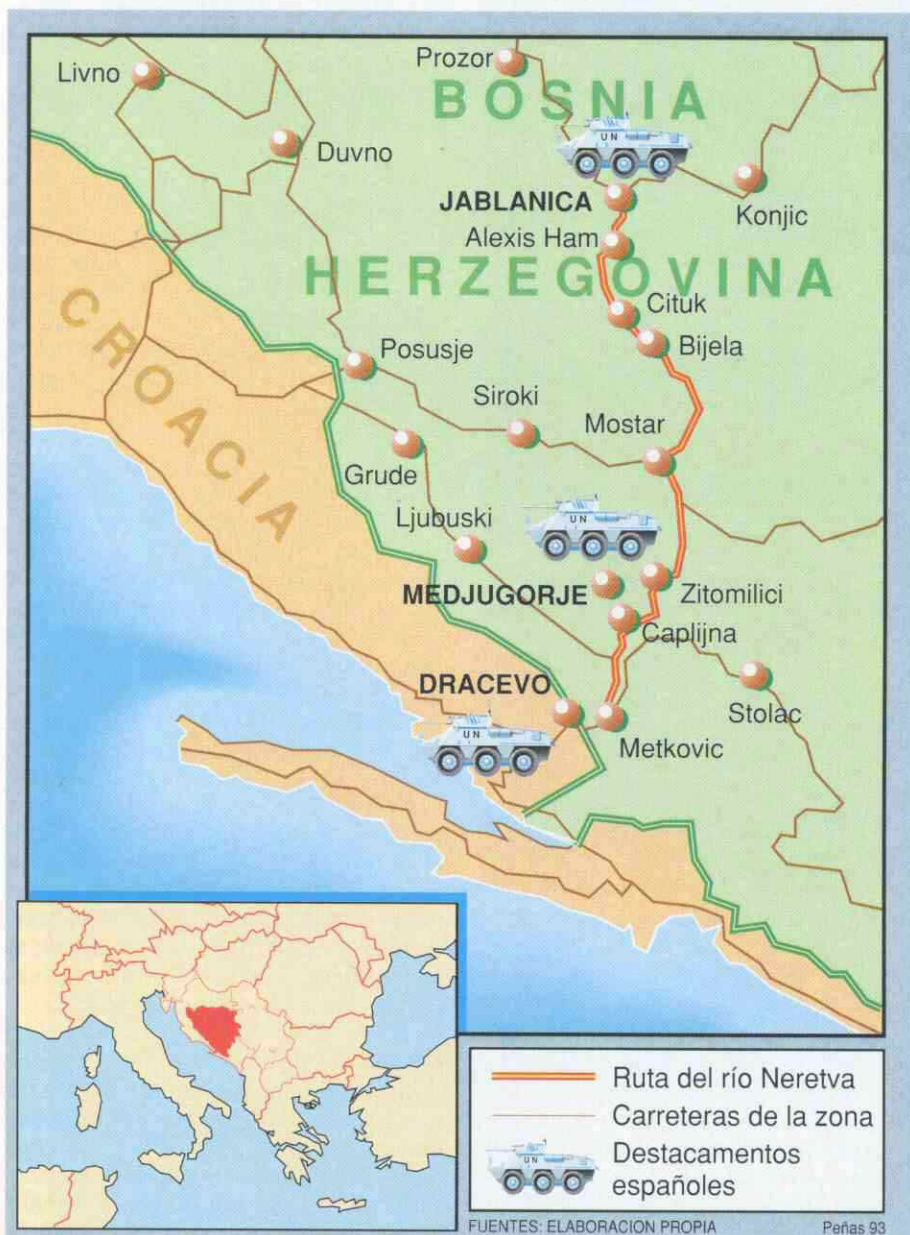 Livno
Prozor
BOSNIA
UN
Duvno
JABLANICA
Konjic
Alexis Ham
HERZEGOVINA
Cituk
CROACIA
Bijela
Posusje
Siroki
Mostar
Grude
Ljubuski
UN
MEDJUGORJE
Zitomilici
Caplijna
DRACEVO
Stolac
UN
Metkovic
Ruta del río Neretva
Carreteras de la zona
UN
Destacamentos
españoles
FUENTES: ELABORACION PROPIA
Peñas 93